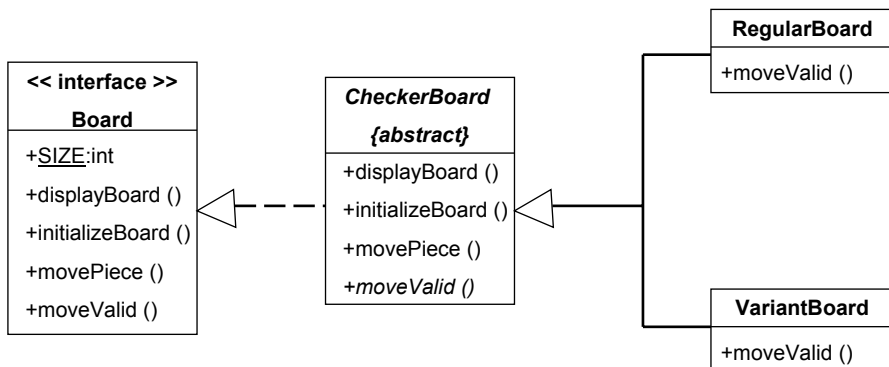 << interface >>
Board
+SIZE:int
+displayBoard ()
+initializeBoard ()
+movePiece ()
+moveValid ()
CheckerBoard
{abstract}
+displayBoard ()
+initializeBoard ()
+movePiece ()
+moveValid ()
RegularBoard
+moveValid ()
VariantBoard
+moveValid ()